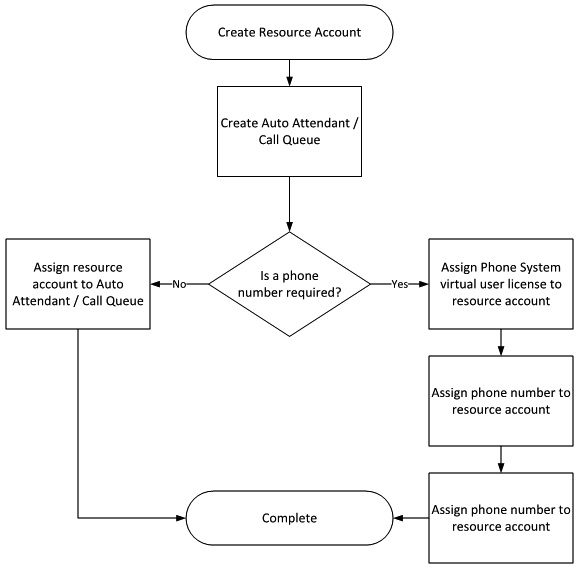 Create Resource Account
Create Auto Attendant /
Call Queue
Is a phone
number required?
No
Yes
Assign resource
account to Auto
Attendant / Call Queue
Assign Phone System
virtual user license to
resource account
Assign phone number to
resource account
Assign phone number to
resource account
Complete